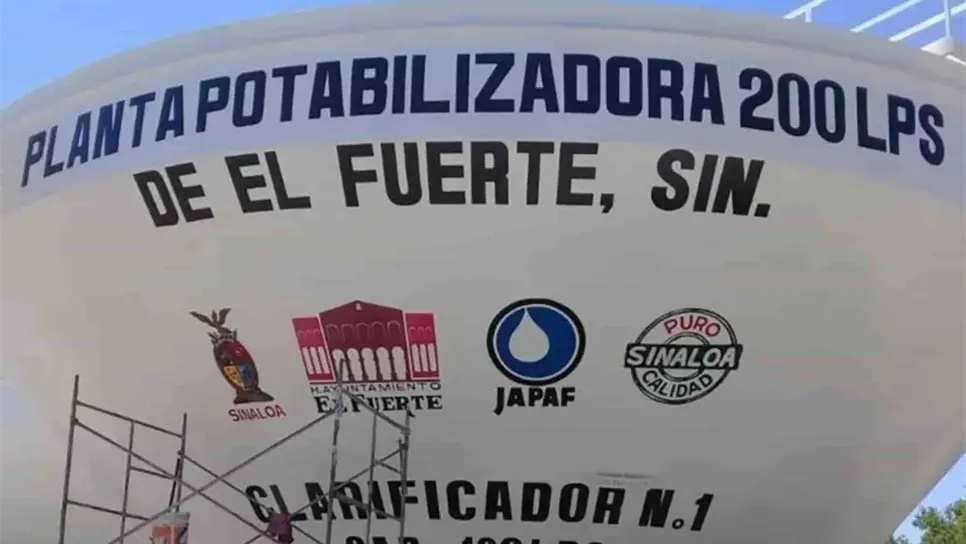 PLANTA POTABILIZADORA 200 LPS
DE EL FUERTE, SIN.
SINALOA
H. AYUNTAMIENTO
EL FUERTE
JAPAF
PURO
SINALOA
CALIDAD
CLARIFICADOR N.1